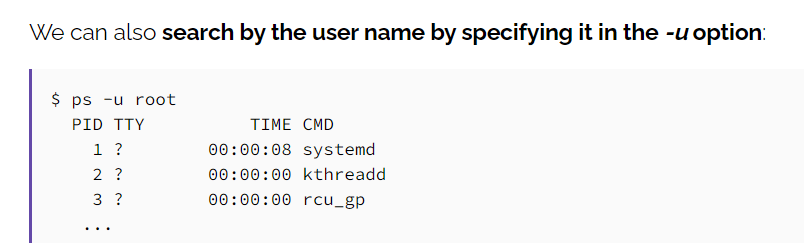 We can also search by the user name by specifying it in the -u option:
$ ps -u root
PID TTY TIME CMD
1 ? 00:00:08 systemd
2 ? 00:00:00 kthreadd
3 ? 00:00:00 rcu_gp
...